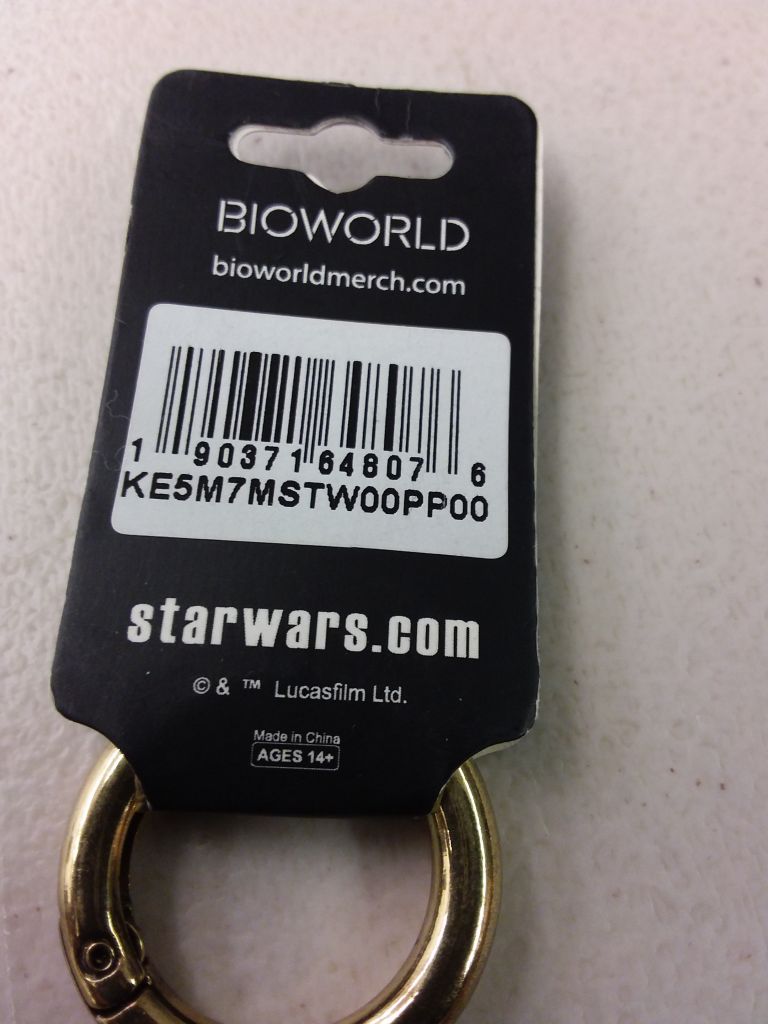 BIOWORLD
bioworldmerch.com
1 90371 64807 6
KE5M7MSTW00PP00
starwars.com
© & ™ Lucasfilm Ltd.
Made in China
AGES 14+